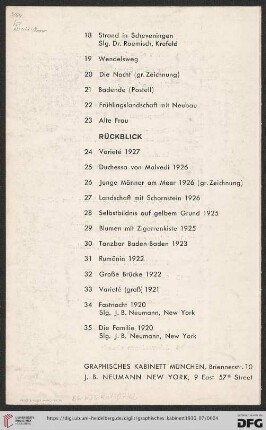 18 Strand in Scheveningen
Slg. Dr. Raemisch, Krefeld
19 Wendelsweg
20 Die Nacht (gr. Zeichnung)
21 Badende (Pastell)
22 Frühlingslandschaft mit Neubau
23 Alte Frau
RÜCKBLICK
24 Varieté 1927
25 Duchessa von Malvedi 1926
26 Junge Männer am Meer 1926 (gr. Zeichnung)
27 Landschaft mit Schornstein 1926
28 Selbstbildnis auf gelbem Grund 1925
29 Blumen mit Zigarrenkiste 1925
30 Tanzbar Baden-Baden 1923
31 Rumänin 1922
32 Große Brücke 1922
33 Varieté (groß) 1921
34 Fastnacht 1920
Slg. J. B. Neumann, New York
35 Die Familie 1920
Slg. J. B. Neumann, New York
GRAPHISCHES KABINETT MÜNCHEN, Briennerstr. 10
J. B. NEUMANN NEW YORK, 9 East 57th Street
UNIVERSITÄTS-
BIBLIOTHEK
HEIDELBERG
DFG